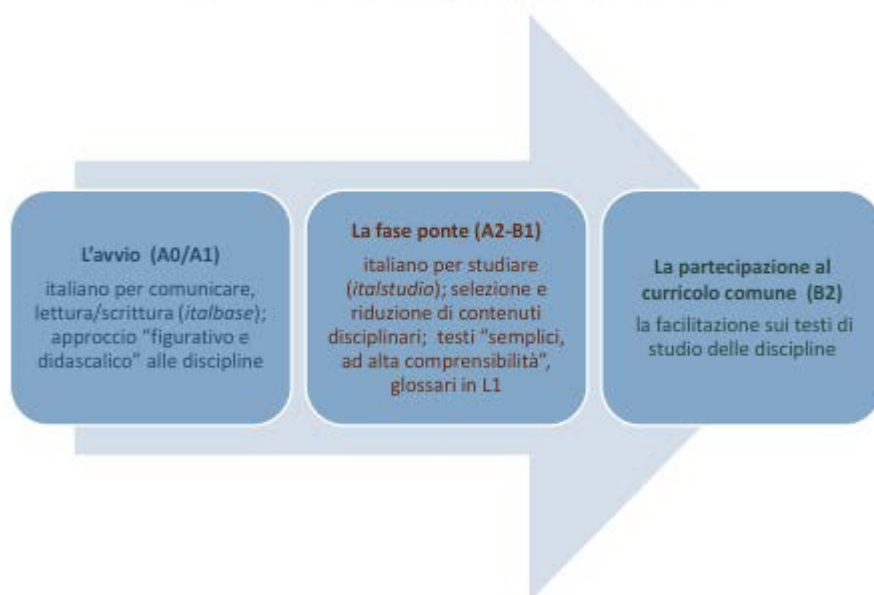 L'avvio (A0/A1)
italiano per comunicare,
lettura/scrittura (italbase);
approccio "figurativo e
didascalico" alle discipline
La fase ponte (A2-B1)
italiano per studiare
(italstudio); selezione e
riduzione di contenuti
disciplinari; testi "semplici,
ad alta comprensibilità",
glossari in L1
La partecipazione al
curricolo comune (B2)
la facilitazione sui testi di
studio delle discipline